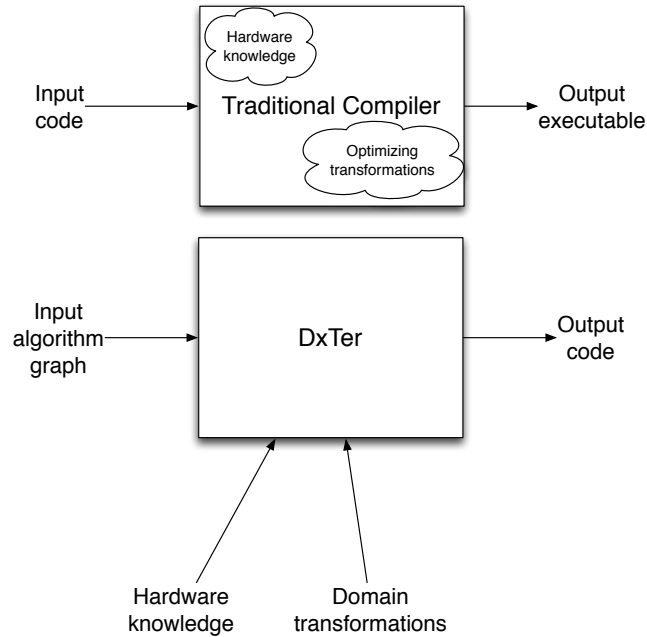 Hardware
knowledge
Input
code
Traditional Compiler
Output
executable
Optimizing
transformations
Input
algorithm
graph
DxTer
Output
code
Hardware
knowledge
Domain
transformations